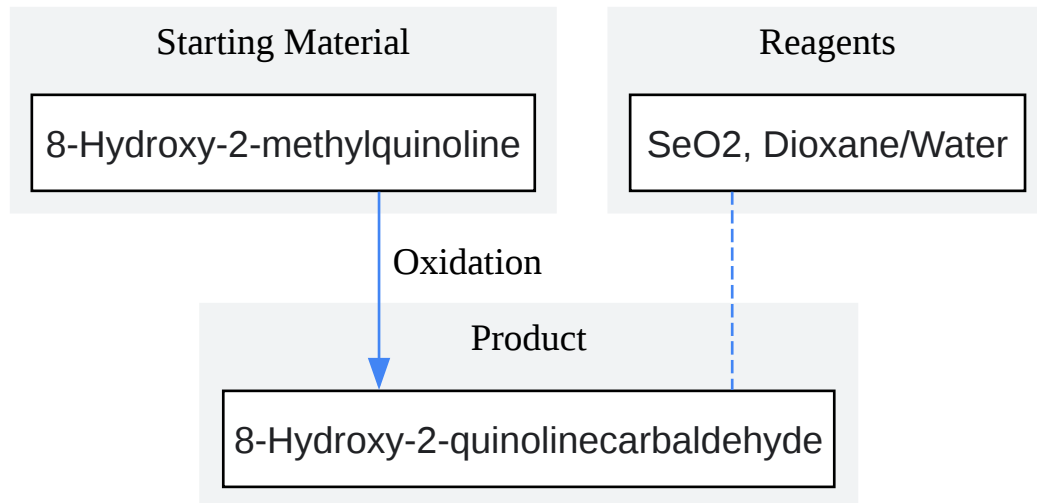 Starting Material
Reagents
8-Hydroxy-2-methylquinoline
SeO2, Dioxane/Water
Oxidation
Product
8-Hydroxy-2-quinolinecarbaldehyde